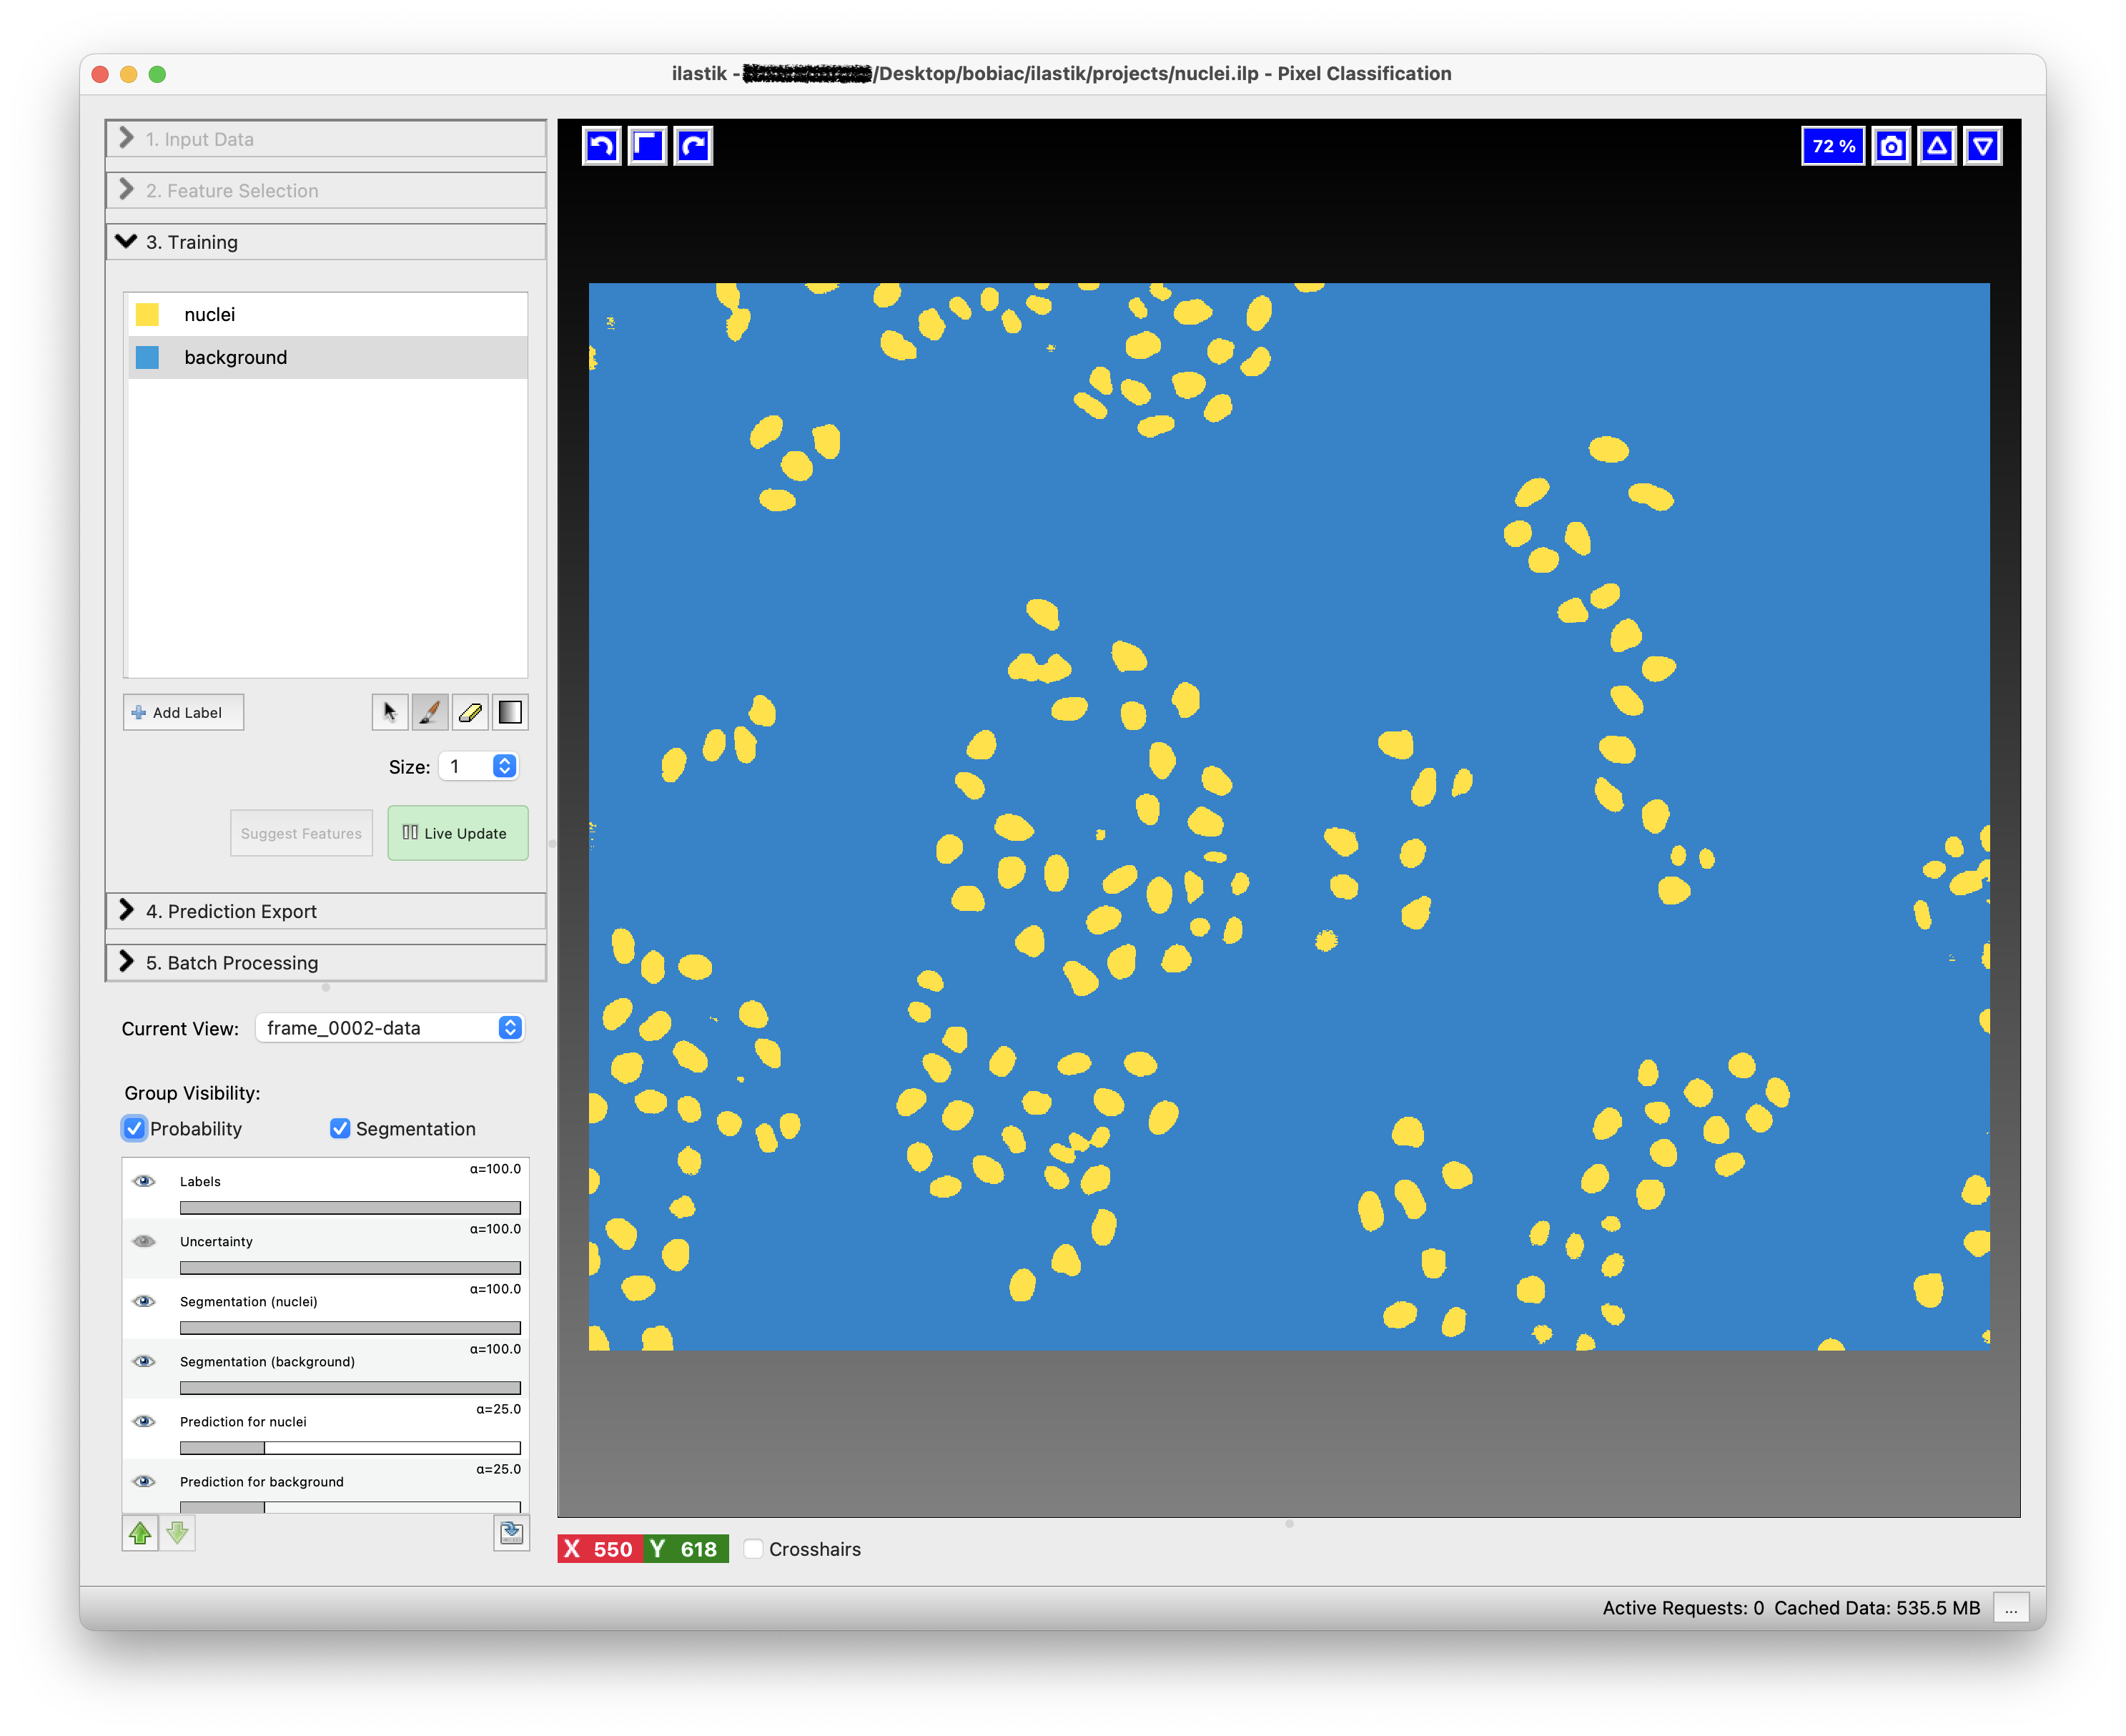 ilastik - /Desktop/bobiac/ilastik/projects/nuclei.ilp - Pixel Classification
1. Input Data
2. Feature Selection
3. Training
nuclei
background
Add Label
Size: 1
Suggest Features
Live Update
4. Prediction Export
5. Batch Processing
Current View: frame_0002-data
Group Visibility:
Probability
Segmentation
α=100.0
Labels
α=100.0
Uncertainty
α=100.0
Segmentation (nuclei)
α=100.0
Segmentation (background)
α=25.0
Prediction for nuclei
α=25.0
Prediction for background
72 %
X 550 Y 618
Crosshairs
Active Requests: 0 Cached Data: 535.5 MB ...